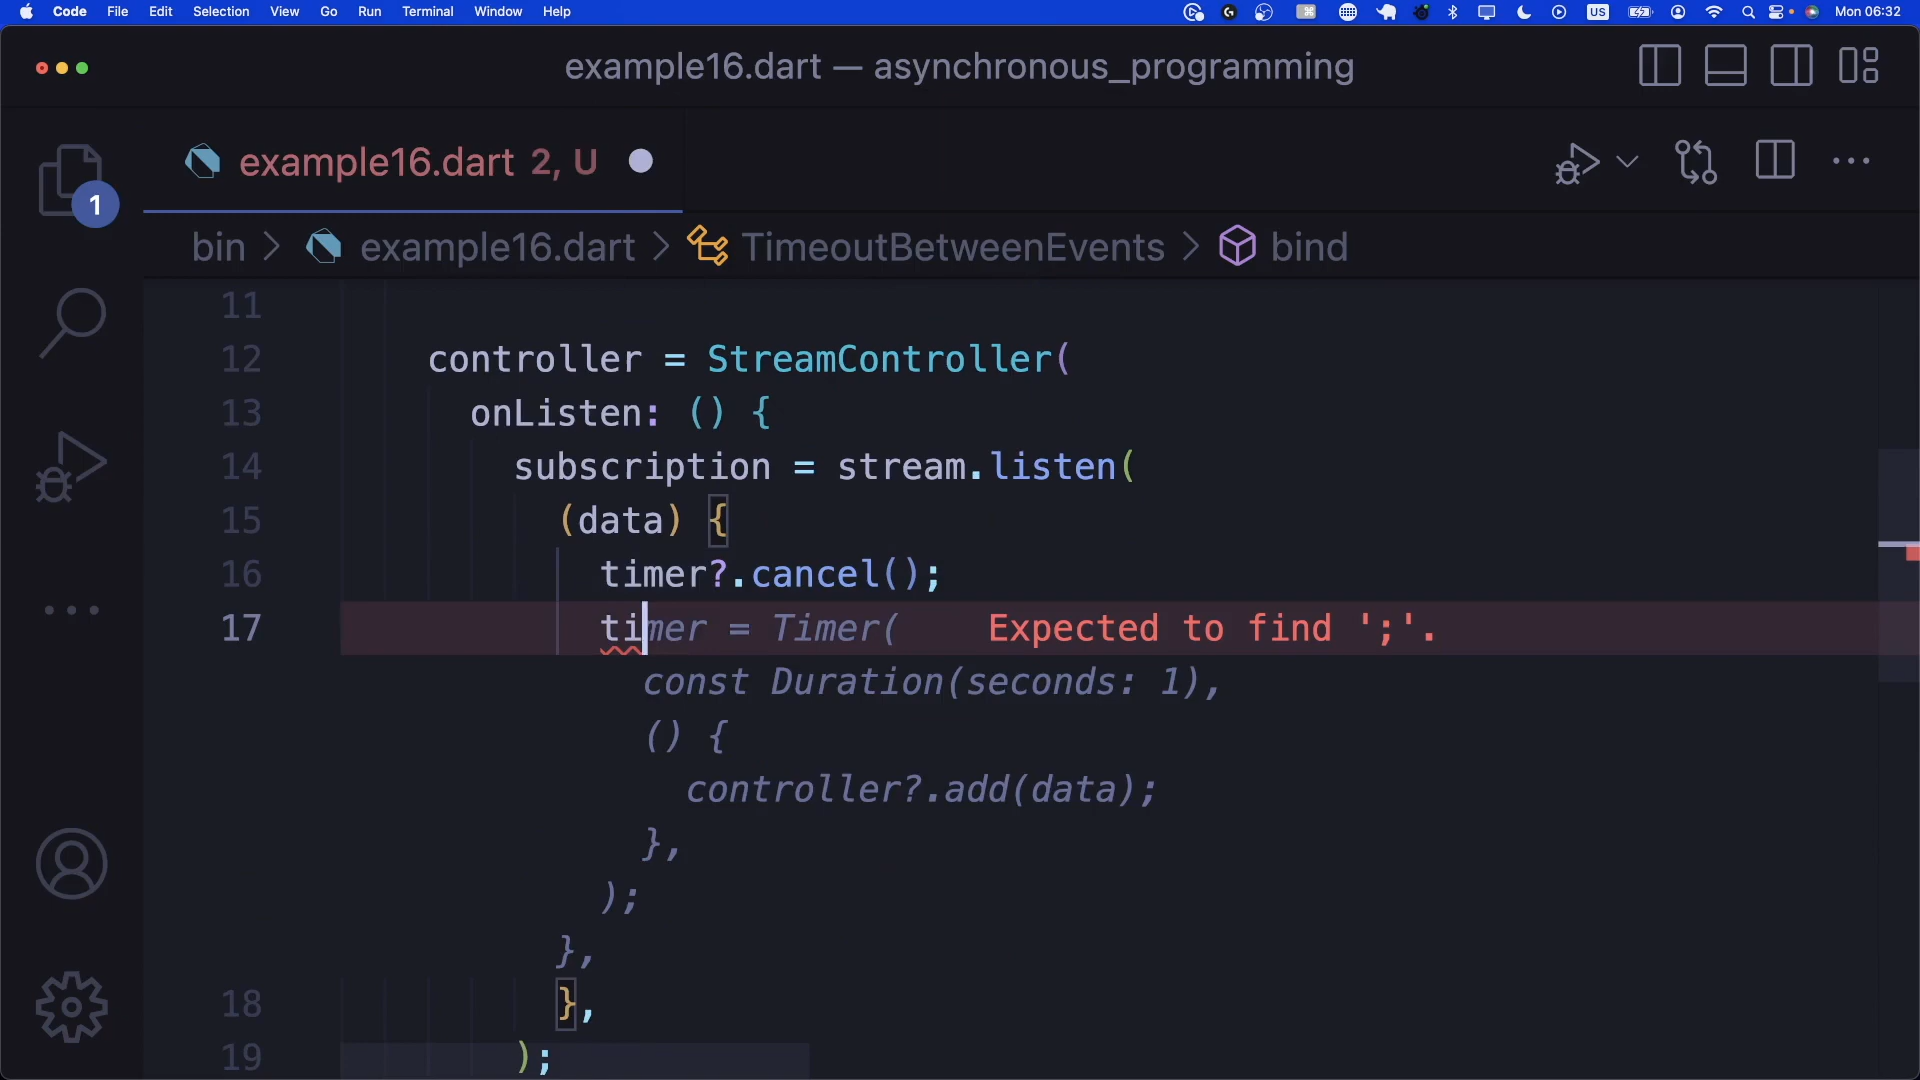 Code File Edit Selection View Go Run Terminal Window Help US Mon 06:32
example16.dart — asynchronous_programming
example16.dart 2, U
1
bin > example16.dart > TimeoutBetweenEvents > bind
11
12 controller = StreamController(
13 onListen: () {
14 subscription = stream.listen(
15 (data) {
16 timer?.cancel();
17 timer = Timer( Expected to find ';'.
const Duration(seconds: 1),
() {
controller?.add(data);
},
);
},
18 },
19 );